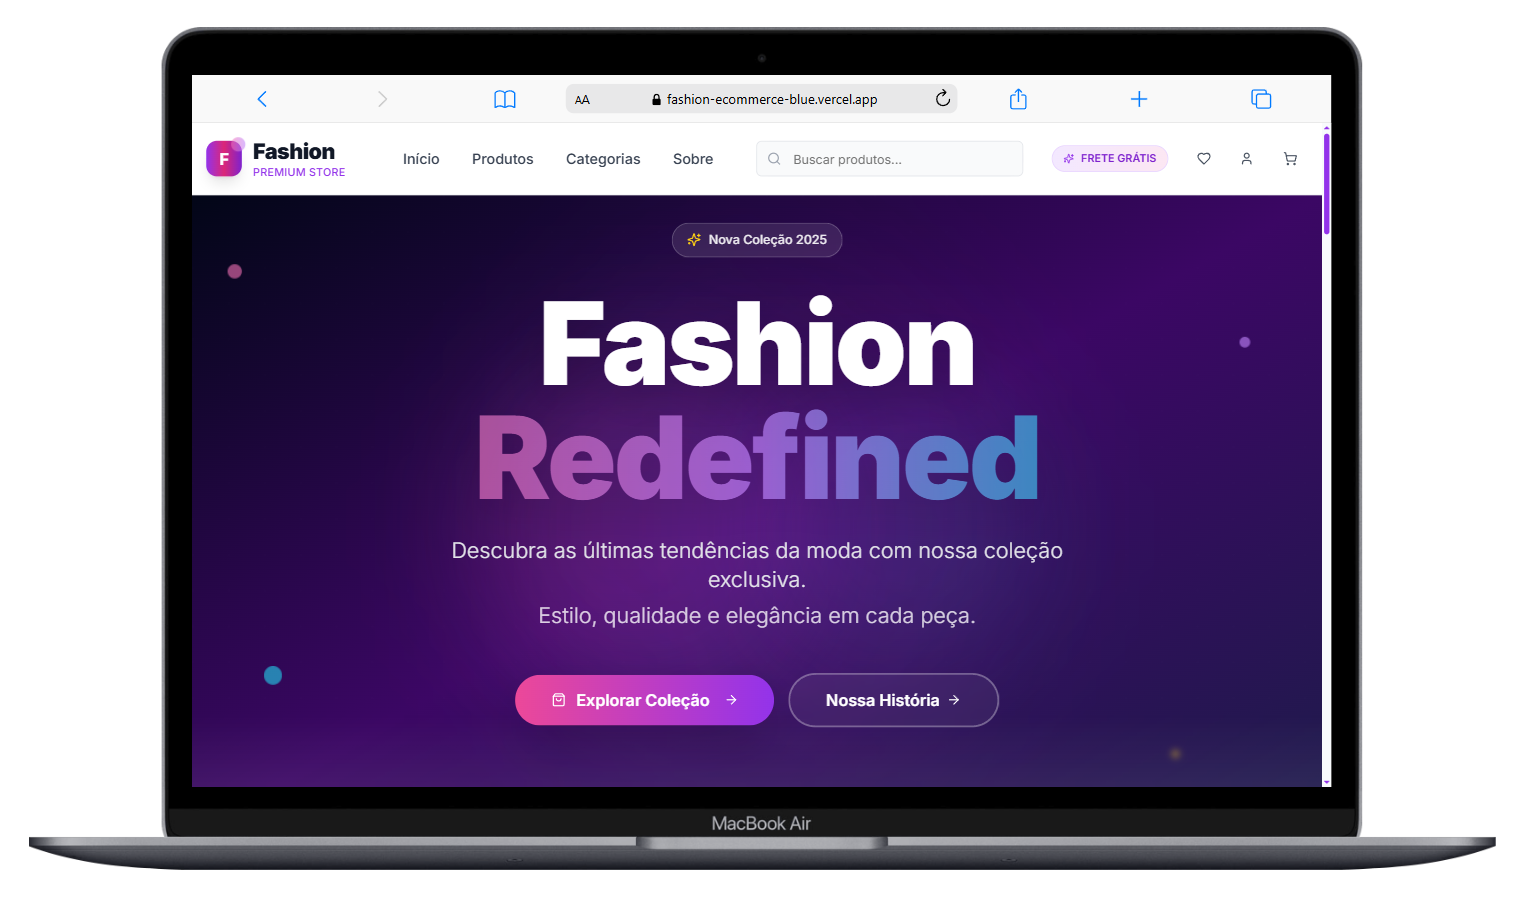 AA
fashion-ecommerce-blue.vercel.app
F
Fashion
PREMIUM STORE
Início
Produtos
Categorias
Sobre
Buscar produtos...
FRETE GRÁTIS
Nova Coleção 2025
Fashion
Redefined
Descubra as últimas tendências da moda com nossa coleção
exclusiva.
Estilo, qualidade e elegância em cada peça.
Explorar Coleção
Nossa História
MacBook Air